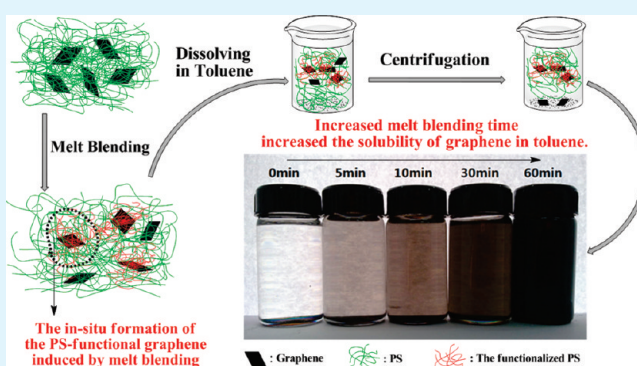 Dissolving
in Toluene
Centrifugation
Melt Blending
Increased melt blending time
increased the solubility of graphene in toluene.
0min 5min 10min 30min 60min
The in-situ formation of
the PS-functional graphene
induced by melt blending
: Graphene : PS : The functionalized PS